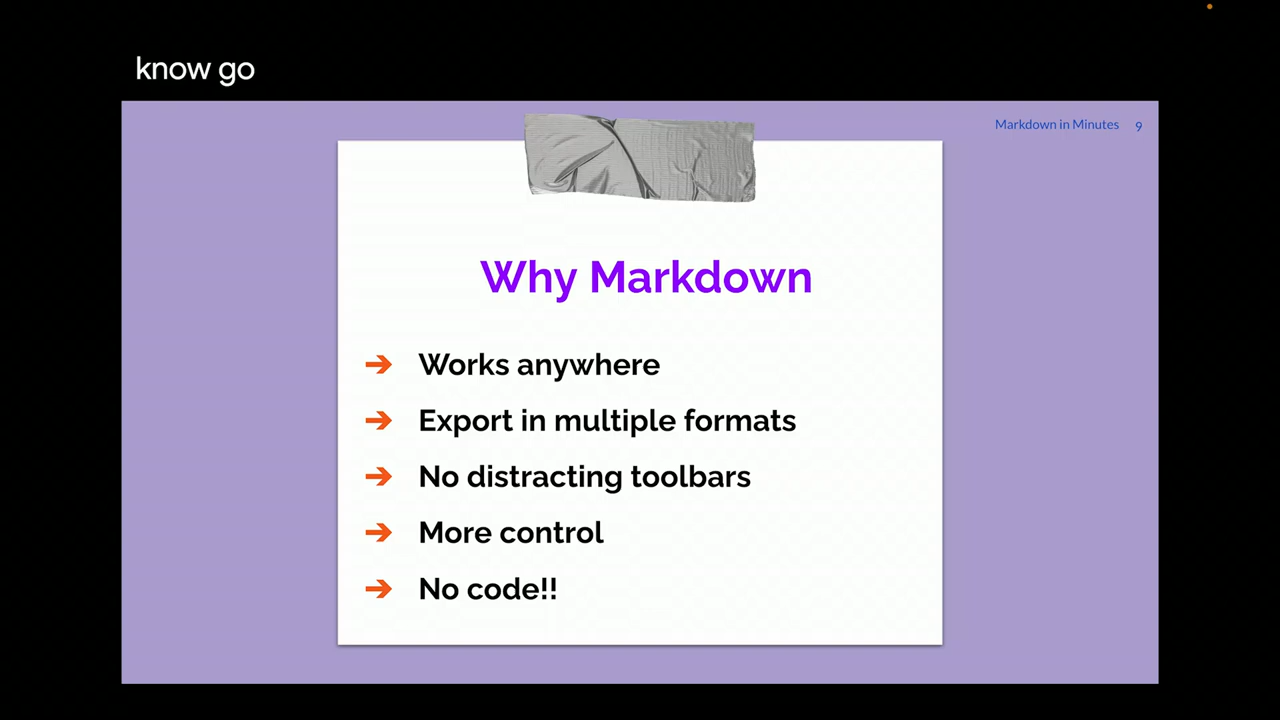 know go
Markdown in Minutes 9
Why Markdown
➔ Works anywhere
➔ Export in multiple formats
➔ No distracting toolbars
➔ More control
➔ No code!!